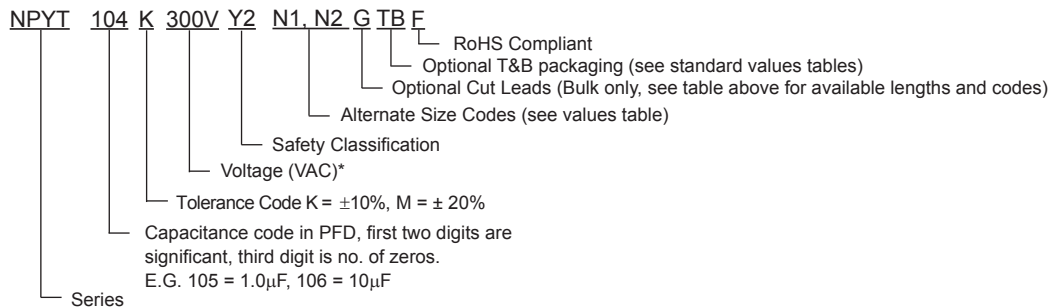 NPYT 104 K 300V Y2 N1, N2 G TB F
RoHS Compliant
Optional T&B packaging (see standard values tables)
Optional Cut Leads (Bulk only, see table above for available lengths and codes)
Alternate Size Codes (see values table)
Safety Classification
Voltage (VAC)*
Tolerance Code K = ±10%, M = ± 20%
Capacitance code in PFD, first two digits are
significant, third digit is no. of zeros.
E.G. 105 = 1.0μF, 106 = 10μF
Series